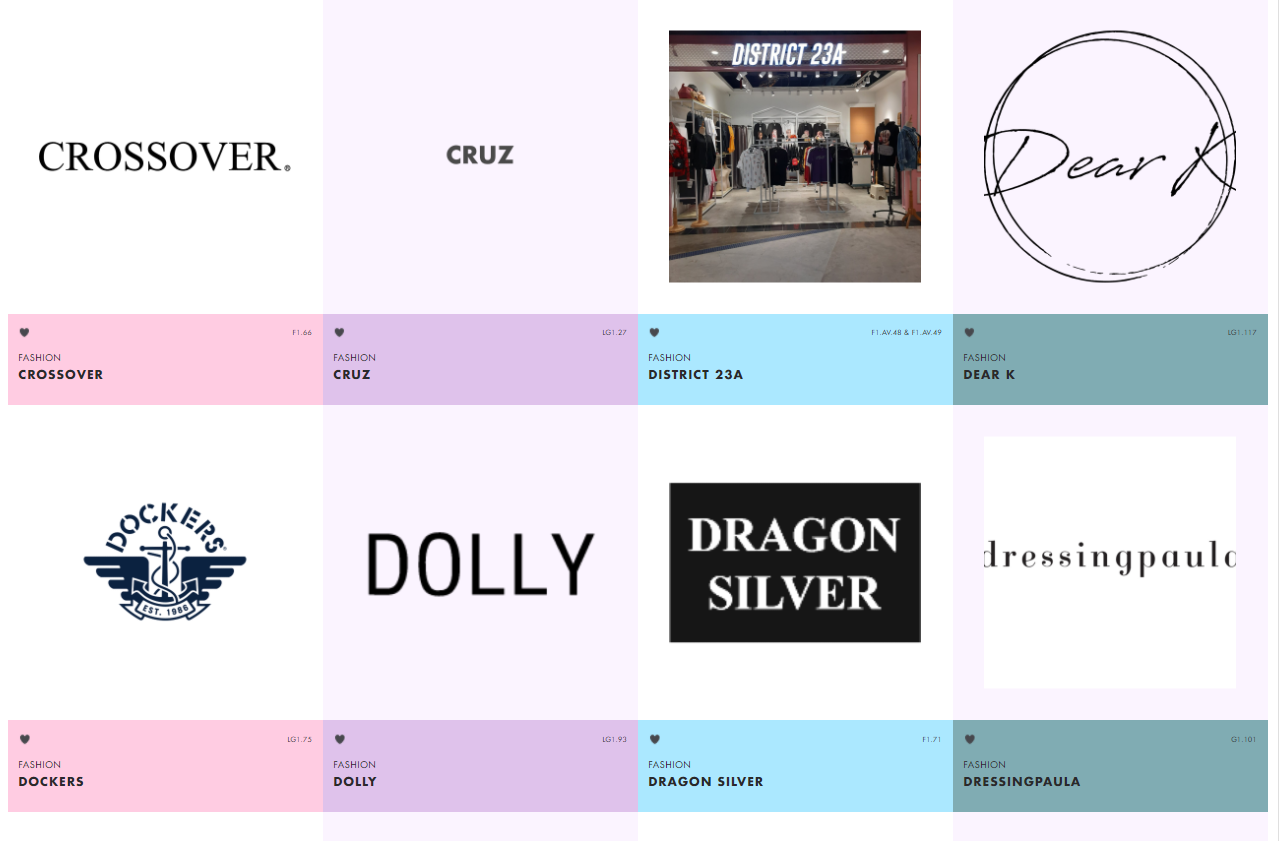 CROSSOVER®
CRUZ
DISTRICT 23A
Dear K
F1.66
FASHION
CROSSOVER
LG1.27
FASHION
CRUZ
F1.AV.48 & F1.AV.49
FASHION
DISTRICT 23A
LG1.117
FASHION
DEAR K
DOCKERS®
EST. 1986
DOLLY
DRAGON
SILVER
dressingpaula
LG1.75
FASHION
DOCKERS
LG1.93
FASHION
DOLLY
F1.71
FASHION
DRAGON SILVER
G1.101
FASHION
DRESSINGPAULA